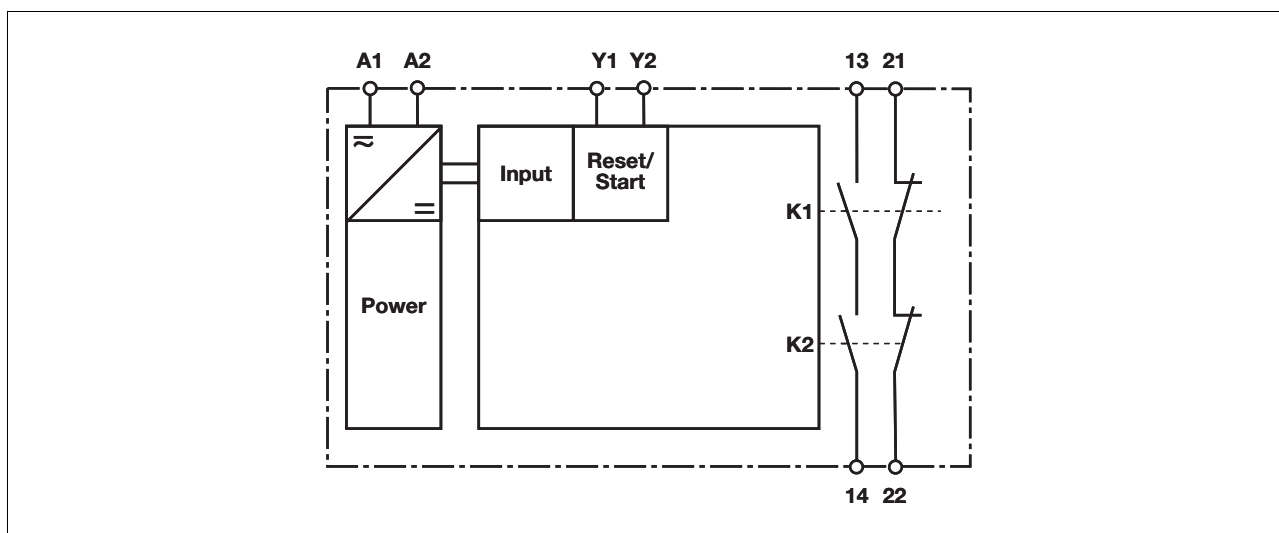 A1 A2 Y1 Y2 13 21
Input
Reset/
Start
K1
Power
K2
14 22